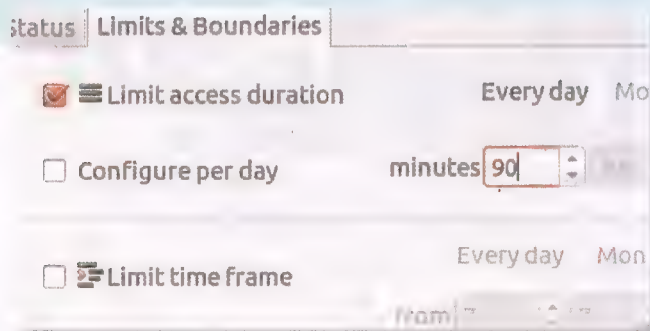 Status Limits & Boundaries
Limit access duration Every day Mo
Configure per day minutes 90
Limit time frame Every day Mon
from